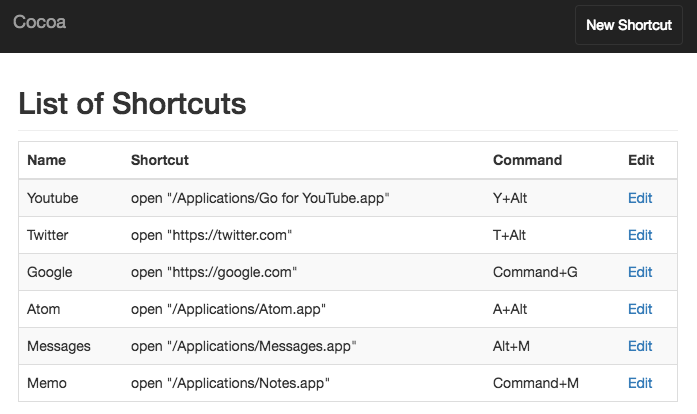 Cocoa New Shortcut
List of Shortcuts
Name Shortcut Command Edit
Youtube open "/Applications/Go for YouTube.app" Y+Alt Edit
Twitter open "https://twitter.com" T+Alt Edit
Google open "https://google.com" Command+G Edit
Atom open "/Applications/Atom.app" A+Alt Edit
Messages open "/Applications/Messages.app" Alt+M Edit
Memo open "/Applications/Notes.app" Command+M Edit